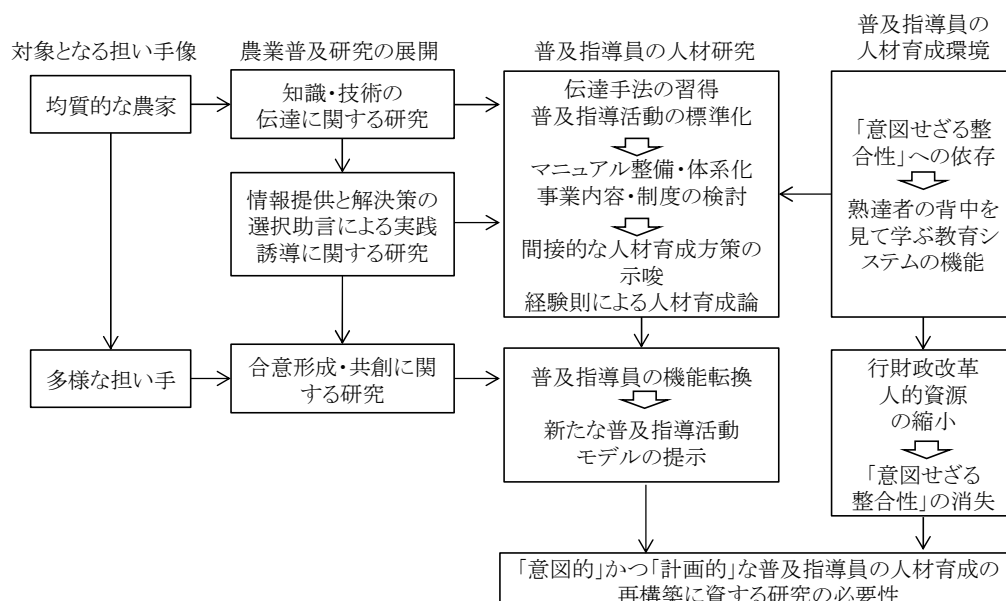 対象となる担い手像
均質的な農家
多様な担い手
農業普及研究の展開
知識・技術の
伝達に関する研究
情報提供と解決策の
選択助言による実践
誘導に関する研究
合意形成・共創に関
する研究
普及指導員の人材研究
伝達手法の習得
普及指導活動の標準化
マニュアル整備・体系化
事業内容・制度の検討
間接的な人材育成方策の
示唆
経験則による人材育成論
普及指導員の機能転換
新たな普及指導活動
モデルの提示
普及指導員の
人材育成環境
「意図せざる整
合性」への依存
熟達者の背中を
見て学ぶ教育シ
ステムの機能
行財政改革
人的資源
の縮小
「意図せざる
整合性」の消失
「意図的」かつ「計画的」な普及指導員の人材育成の
再構築に資する研究の必要性